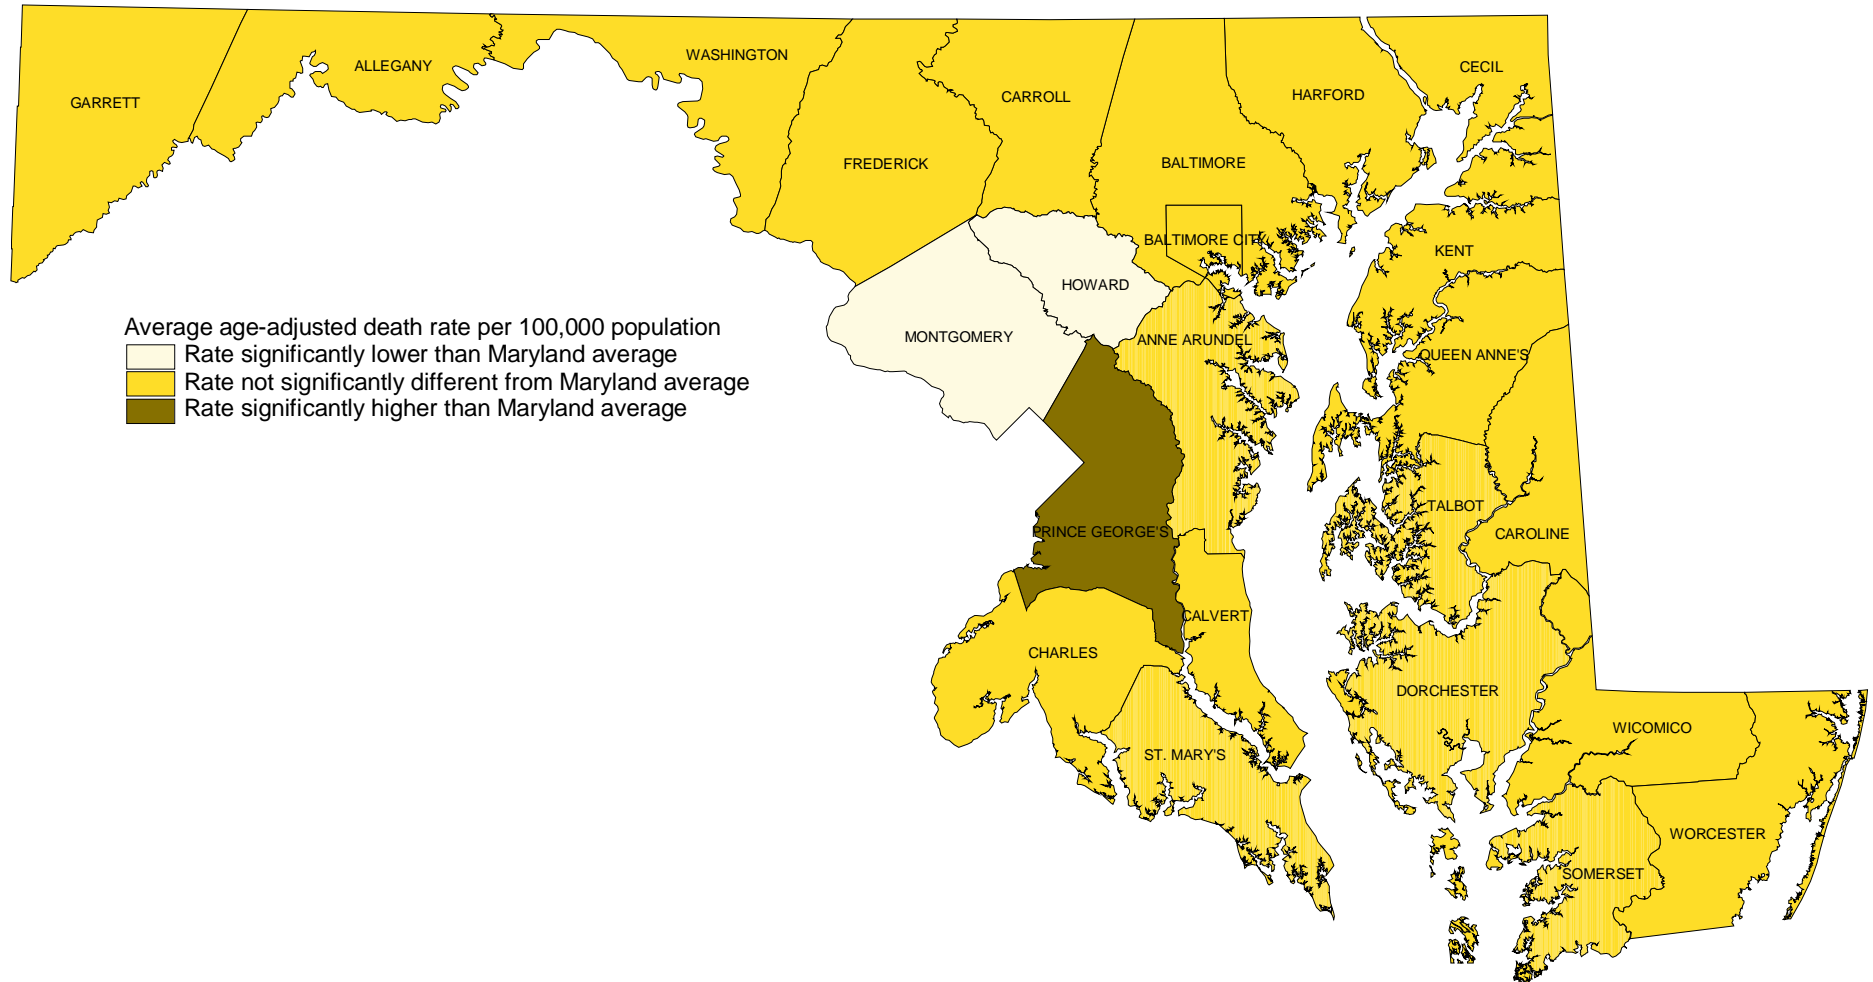 WASHINGTON
ALLEGANY
CECIL
GARRETT
CARROLL
HARFORD
FREDERICK
BALTIMORE
BALTIMORE CITY
KENT
HOWARD
MONTGOMERY
ANNE ARUNDEL
QUEEN ANNE'S
Average age-adjusted death rate per 100,000 population
Rate significantly lower than Maryland average
Rate not significantly different from Maryland average
Rate significantly higher than Maryland average
TALBOT
PRINCE GEORGE'S
CAROLINE
CALVERT
CHARLES
DORCHESTER
WICOMICO
ST. MARY'S
WORCESTER
SOMERSET